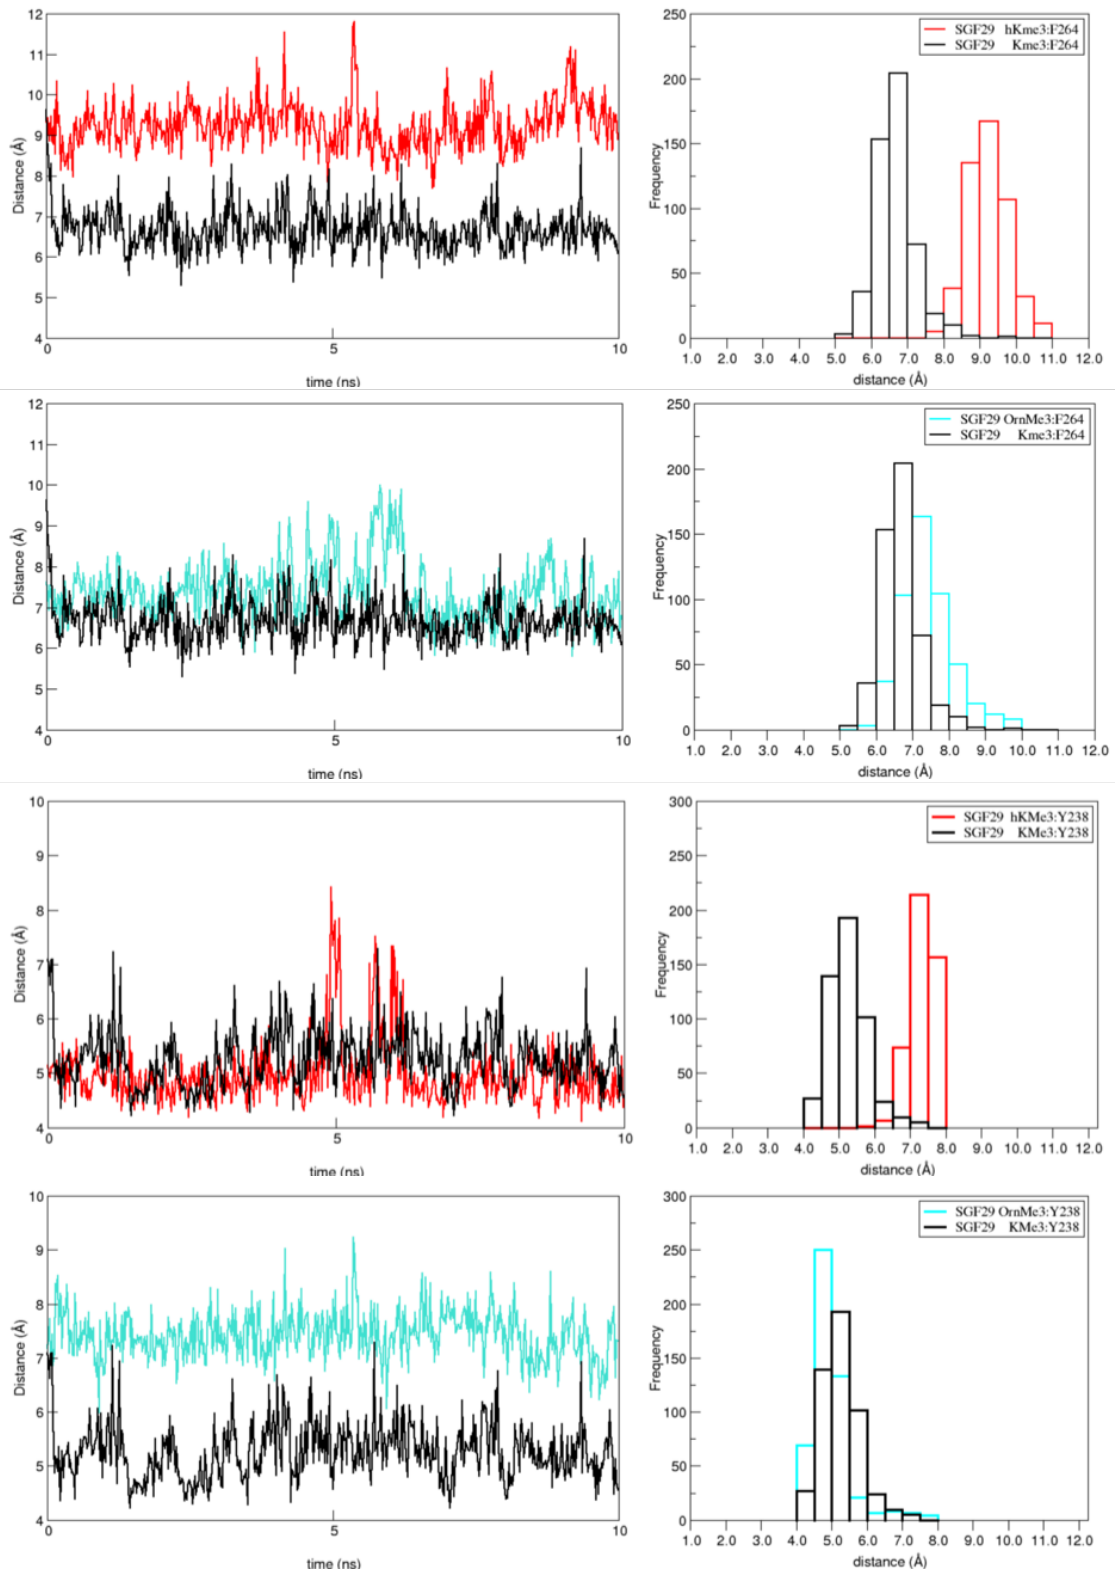 12
11
10
9
8
7
6
5
4
Distance (Å)
0
5
10
time (ns)
250
200
150
100
50
0
Frequency
SGF29 hKme3:F264
SGF29 Kme3:F264
1.0 2.0 3.0 4.0 5.0 6.0 7.0 8.0 9.0 10.0 11.0 12.0
distance (Å)
12
11
10
9
8
7
6
5
4
Distance (Å)
0
5
10
time (ns)
250
200
150
100
50
0
Frequency
SGF29 OrnMe3:F264
SGF29 Kme3:F264
1.0 2.0 3.0 4.0 5.0 6.0 7.0 8.0 9.0 10.0 11.0 12.0
distance (Å)
10
9
8
7
6
5
4
Distance (Å)
0
5
10
time (ns)
300
250
200
150
100
50
0
Frequency
SGF29 hKMe3:Y238
SGF29 KMe3:Y238
1.0 2.0 3.0 4.0 5.0 6.0 7.0 8.0 9.0 10.0 11.0 12.0
distance (Å)
10
9
8
7
6
5
4
Distance (Å)
0
5
10
time (ns)
300
250
200
150
100
50
0
Frequency
SGF29 OrnMe3:Y238
SGF29 KMe3:Y238
1.0 2.0 3.0 4.0 5.0 6.0 7.0 8.0 9.0 10.0 11.0 12.0
distance (Å)